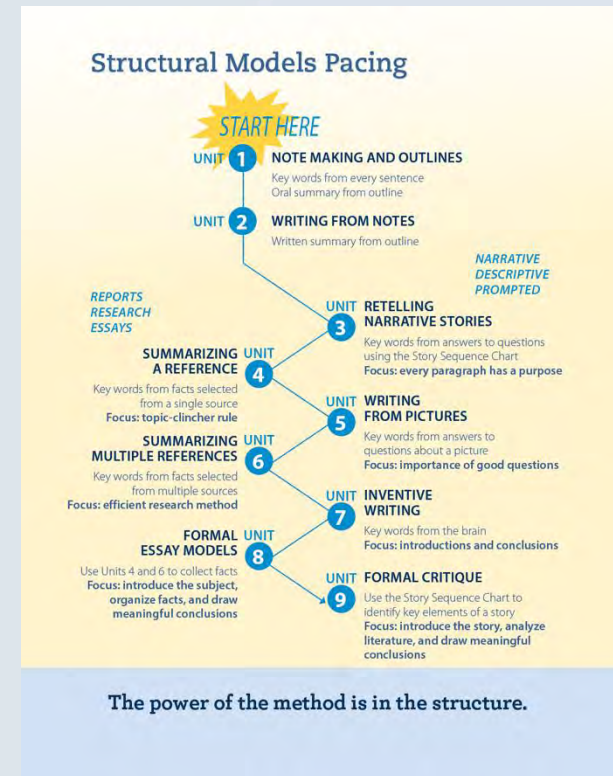 Structural Models Pacing
START HERE
UNIT 1 NOTE MAKING AND OUTLINES
Key words from every sentence
Oral summary from outline
UNIT 2 WRITING FROM NOTES
Written summary from outline
NARRATIVE
DESCRIPTIVE
PROMPTED
REPORTS
RESEARCH
ESSAYS
UNIT 3 RETELLING
NARRATIVE STORIES
Key words from answers to questions
using the Story Sequence Chart
Focus: every paragraph has a purpose
SUMMARIZING UNIT 4
A REFERENCE
Key words from facts selected
from a single source
Focus: topic-clincher rule
UNIT 5 WRITING
FROM PICTURES
Key words from answers to
questions about a picture
Focus: importance of good questions
SUMMARIZING UNIT 6
MULTIPLE REFERENCES
Key words from facts selected
from multiple sources
Focus: efficient research method
UNIT 7 INVENTIVE
WRITING
Key words from the brain
Focus: introductions and conclusions
FORMAL UNIT 8
ESSAY MODELS
Use Units 4 and 6 to collect facts
Focus: introduce the subject,
organize facts, and draw
meaningful conclusions
UNIT 9 FORMAL CRITIQUE
Use the Story Sequence Chart to
identify key elements of a story
Focus: introduce the story, analyze
literature, and draw meaningful
conclusions
The power of the method is in the structure.